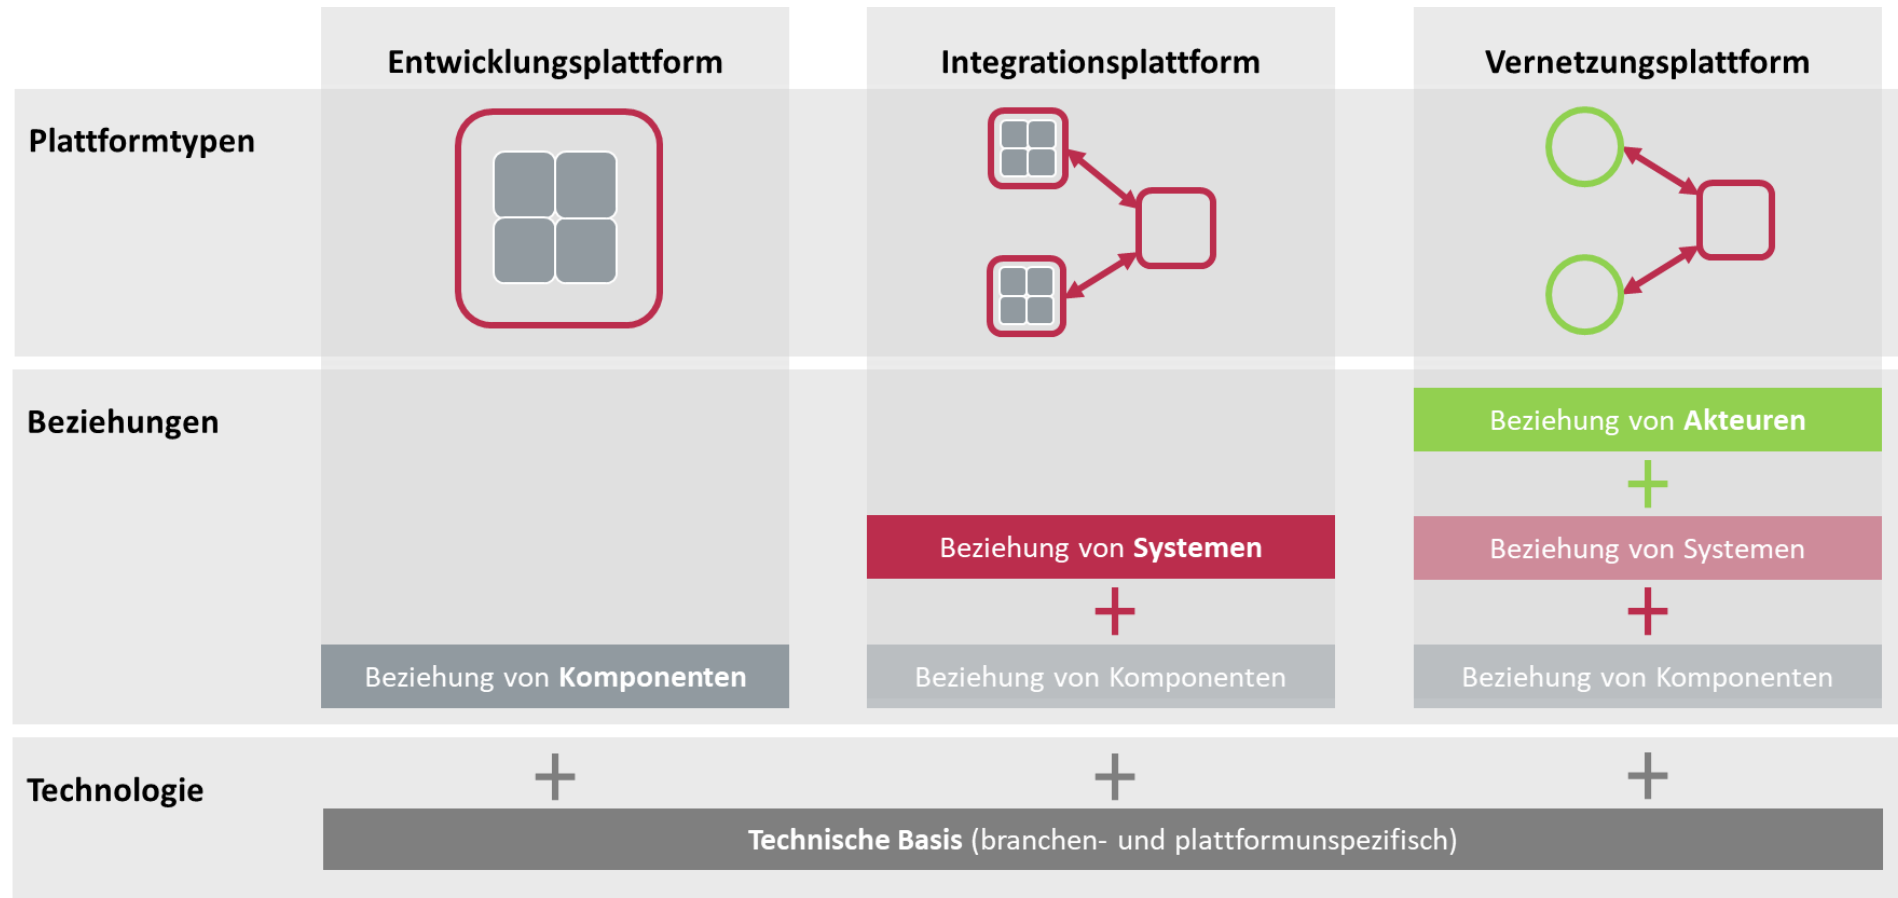 Entwicklungsplattform
Integrationsplattform
Vernetzungsplattform
Plattformtypen
Beziehungen
Beziehung von Akteuren
+
Beziehung von Systemen
Beziehung von Systemen
+
+
Beziehung von Komponenten
Beziehung von Komponenten
Beziehung von Komponenten
Technologie
+
+
+
Technische Basis (branchen- und plattformunspezifisch)